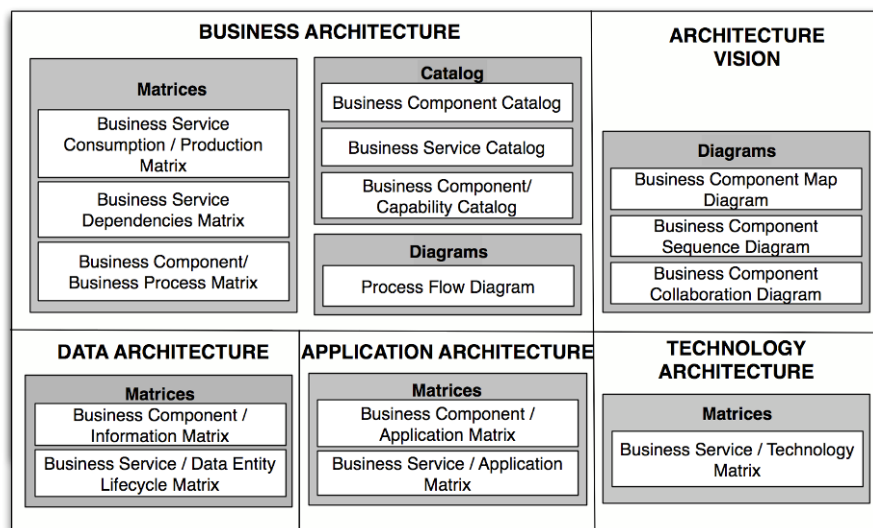 BUSINESS ARCHITECTURE
Matrices
Business Service
Consumption / Production
Matrix
Business Service
Dependencies Matrix
Business Component/
Business Process Matrix
Catalog
Business Component Catalog
Business Service Catalog
Business Component/
Capability Catalog
Diagrams
Process Flow Diagram
ARCHITECTURE
VISION
Diagrams
Business Component Map
Diagram
Business Component
Sequence Diagram
Business Component
Collaboration Diagram
DATA ARCHITECTURE
Matrices
Business Component /
Information Matrix
Business Service / Data Entity
Lifecycle Matrix
APPLICATION ARCHITECTURE
Matrices
Business Component /
Application Matrix
Business Service / Application
Matrix
TECHNOLOGY
ARCHITECTURE
Matrices
Business Service / Technology
Matrix